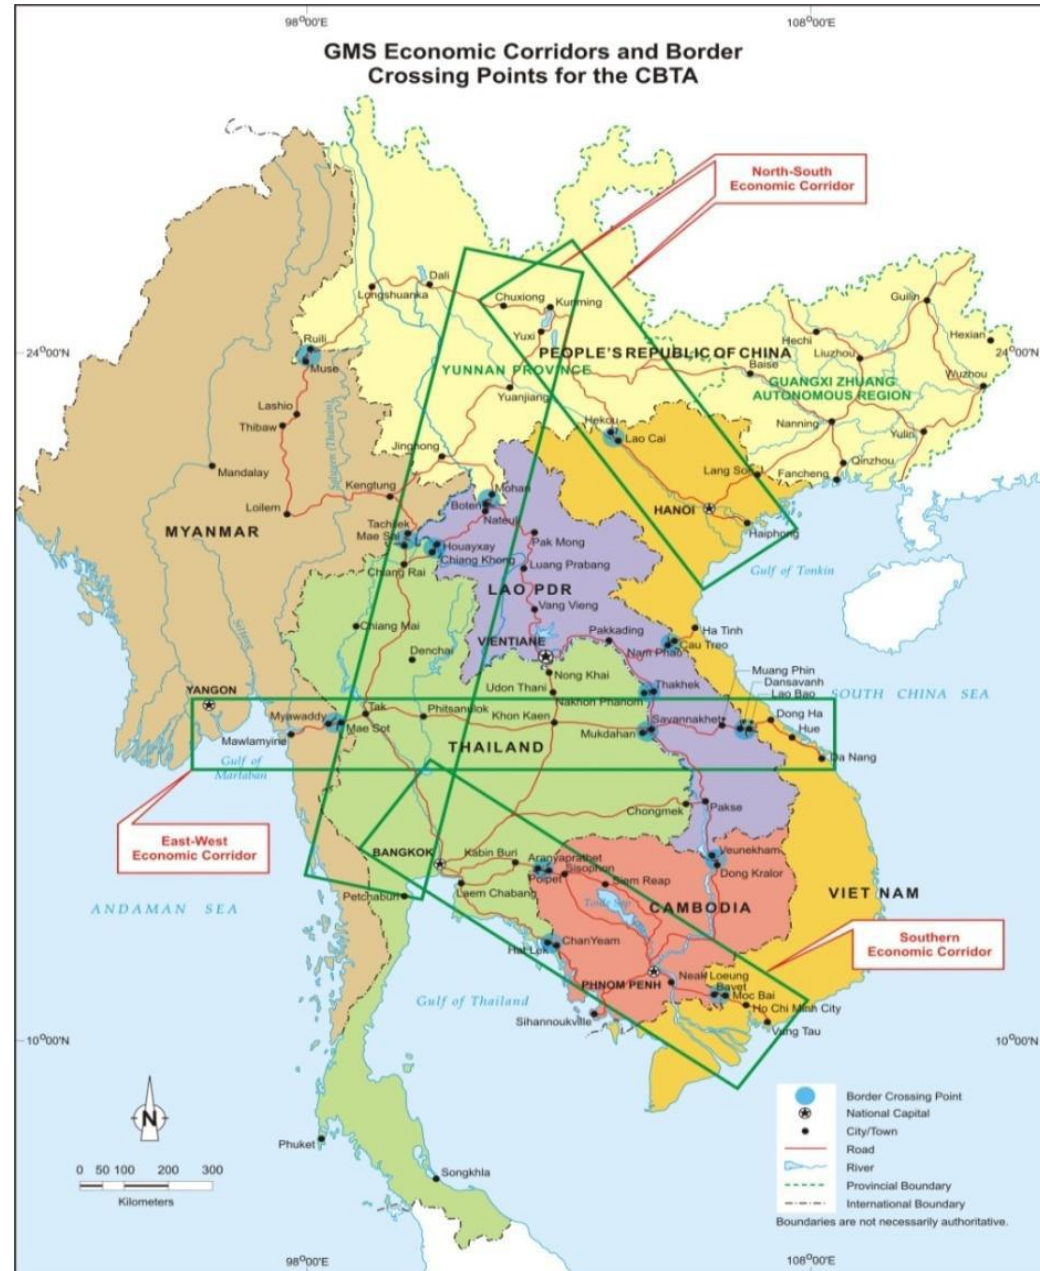 98°00'E
108°00'E
GMS Economic Corridors and Border
Crossing Points for the CBTA
North-South
Economic Corridor
Dali
Longshuanka
Chuxiong
Kunming
Guilin
Yuxi
Hechi
Hexian
Ruili
24°00'N
PEOPLE'S REPUBLIC OF CHINA
Liuzhou
24°00'N
Muse
YUNNAN PROVINCE
Baise
Wuzhou
GUANGXI ZHUANG
AUTONOMOUS REGION
Yuanjiang
Lashio
Hekou
Nanning
Thibaw
Salween (Thanlwin)
Lao Cai
Yulin
Jinghong
Mandalay
Lang Son
Qinzhou
Fancheng
Kengtung
Mohan
Loilem
Boten
HANOI
Nateuil
MYANMAR
Tachilek
Haiphong
Mae Sai
Houayxay
Pak Mong
Chiang Khong
Luang Prabang
Chiang Rai
Gulf of Tonkin
LAO PDR
Vang Vieng
Chiang Mai
Sittang
Pakkading
Ha Tinh
VIENTIANE
Cau Treo
Nam Phao
Denchai
Nong Khai
Muang Phin
Dansavanh
Udon Thani
Thakhek
Lao Bao
SOUTH CHINA SEA
YANGON
Nakhon Phanom
Tak
Phitsanulok
Khon Kaen
Savannakhet
Dong Ha
Myawaddy
Mae Sot
Mukdahan
Hue
Mawlamyine
THAILAND
Da Nang
Gulf of
Martaban
Chongmek
Pakse
East-West
Economic Corridor
BANGKOK
Kabin Buri
Aranyaprathet
Veunekham
Poipet
Sisophon
Dong Kralor
Siem Reap
Petchaburi
Laem Chabang
VIET NAM
Tonle Sap
CAMBODIA
ANDAMAN SEA
Southern
Economic Corridor
Hat Lek
ChanYeam
Neak Loeung
PHNOM PENH
Bavet
Moc Bai
Gulf of Thailand
Ho Chi Minh City
Sihannoukville
Vung Tau
10°00'N
10°00'N
Border Crossing Point
National Capital
N
City/Town
Phuket
Road
0 50 100 200 300
River
Songkhla
Kilometers
Provincial Boundary
International Boundary
Boundaries are not necessarily authoritative.
98°00'E
108°00'E